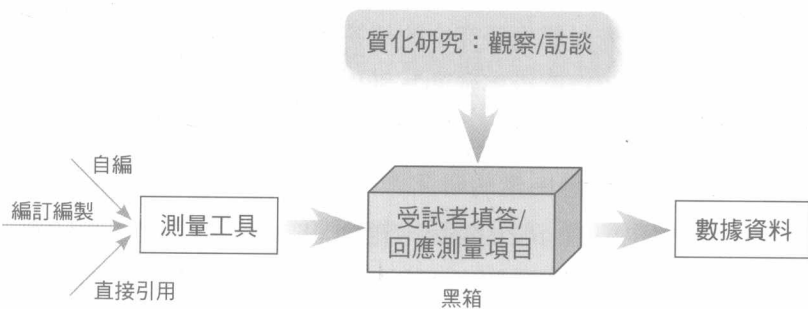 質化研究：觀察/訪談
自編
編訂編製
直接引用
測量工具
受試者填答/
回應測量項目
黑箱
數據資料